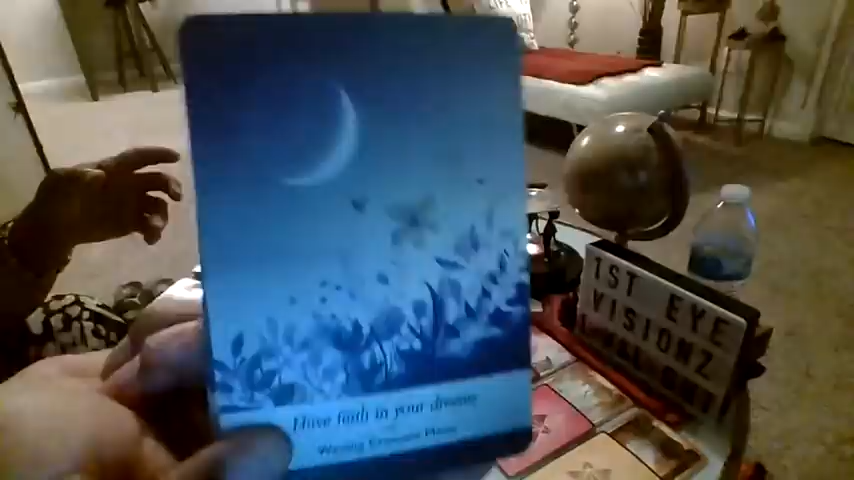 Have faith in your dreams
Waxing Crescent Moon
1ST EYE
VISIONZ